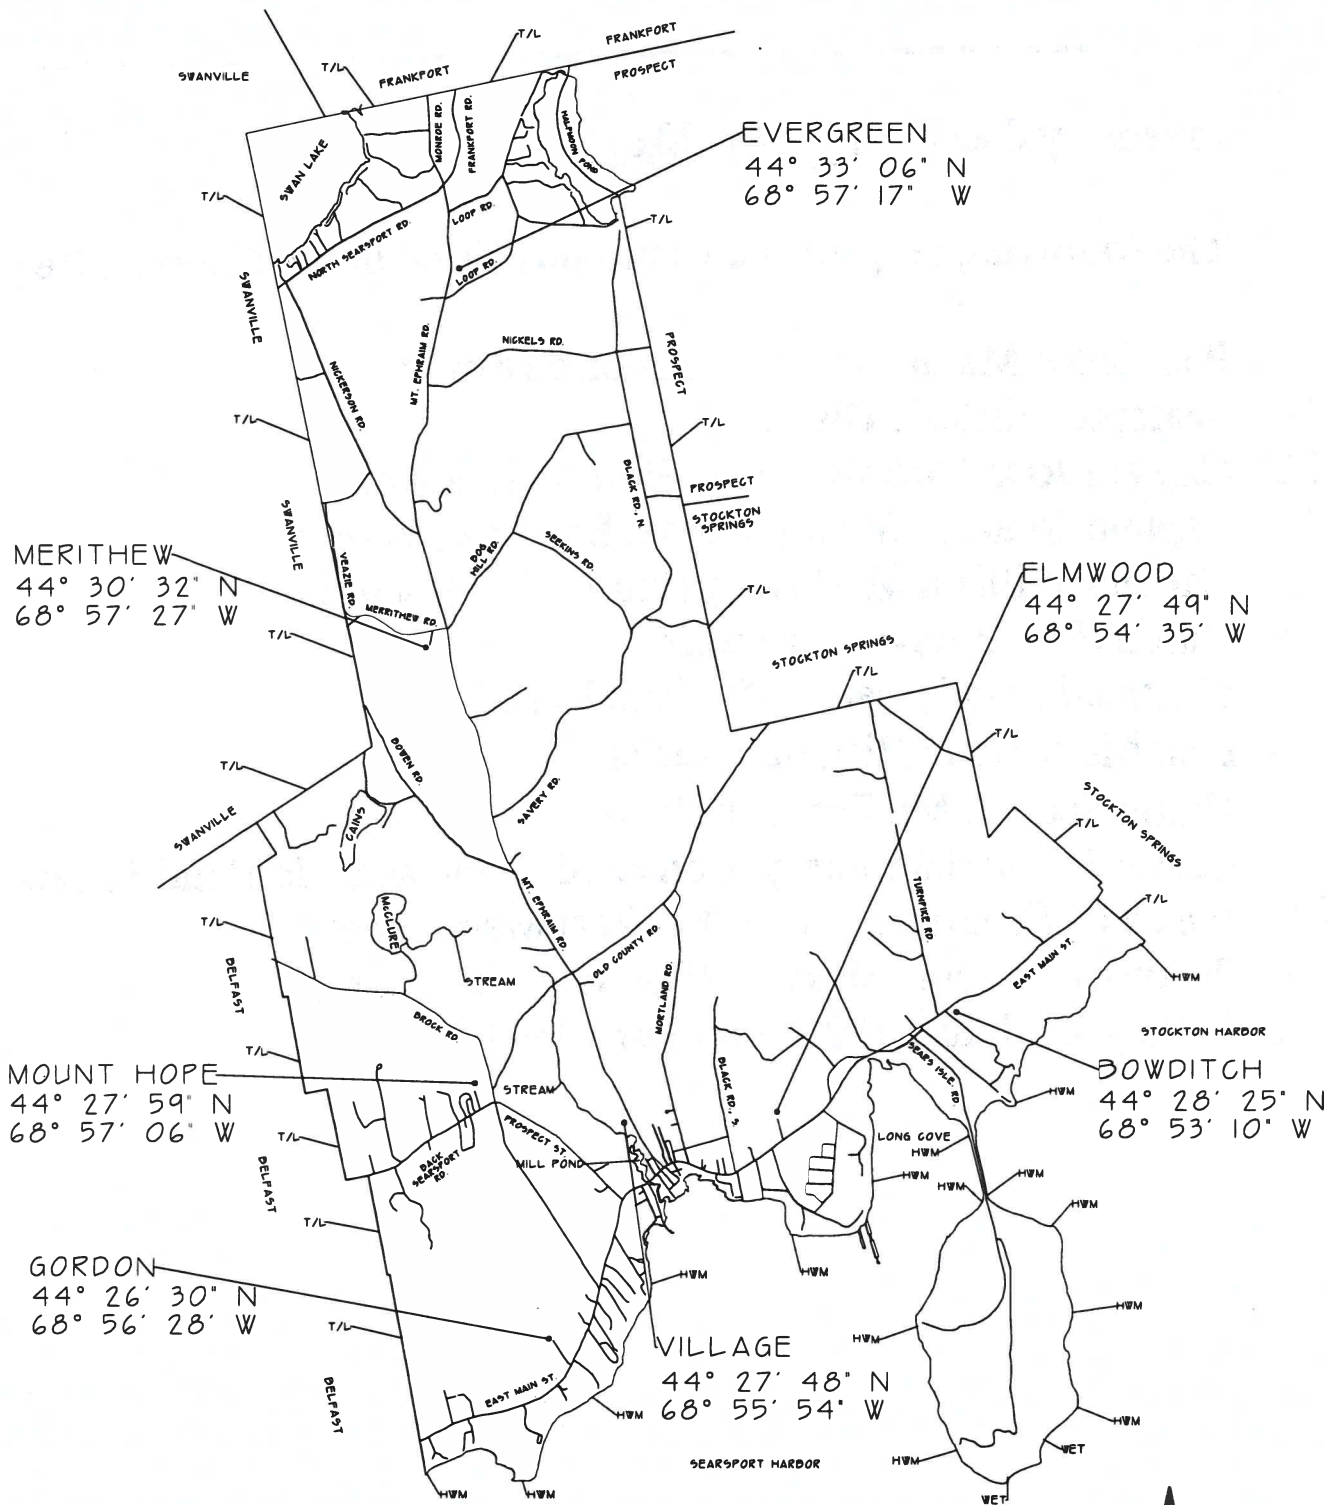 T/L
FRANKFORT
SWANVILLE
T/L
FRANKFORT
PROSPECT
EVERGREEN
44° 33' 06" N
68° 57' 17" W
HALFMOON POND
MONROE RD.
FRANKFORT RD.
SWAN LAKE
T/L
LOOP RD.
T/L
NORTH SEARSPORT RD.
LOOP RD.
SWANVILLE
NICKELS RD.
MT. EPHRAIM RD.
PROSPECT
NICKERSON RD.
T/L
T/L
BLACK RD., N.
PROSPECT
STOCKTON
SPRINGS
SWANVILLE
DOG
HILL RD.
SEEKINS RD.
MERITHEW
44° 30' 32" N
68° 57' 27" W
VEAZIE RD.
MERRITHEW RD.
T/L
T/L
ELMWOOD
44° 27' 49" N
68° 54' 35" W
STOCKTON SPRINGS
T/L
T/L
BOWEN RD.
T/L
SAVERY RD.
CAINS
SWANVILLE
STOCKTON SPRINGS
T/L
TURNPIKE RD.
MT. EPHRAIM RD.
McCLURE
T/L
T/L
OLD COUNTY RD.
EAST MAIN ST.
BELFAST
STREAM
HWM
MORTLAND RD.
BROCK RD.
STOCKTON HARBOR
T/L
SEARS ISLE. RD.
MOUNT HOPE
44° 27' 59" N
68° 57' 06" W
STREAM
BLACK RD., S.
HWM
BOWDITCH
44° 28' 25" N
68° 53' 10" W
T/L
PROSPECT ST.
LONG COVE
HWM
BACK
SEARSPORT
RD.
MILL POND
BELFAST
HWM
HWM
HWM
HWM
T/L
GORDON
44° 26' 30" N
68° 56' 28" W
HWM
HWM
HWM
T/L
HWM
VILLAGE
44° 27' 48" N
68° 55' 54" W
BELFAST
EAST MAIN ST.
HWM
HWM
SEARSPORT HARBOR
HWM
WET
HWM
HWM
WET